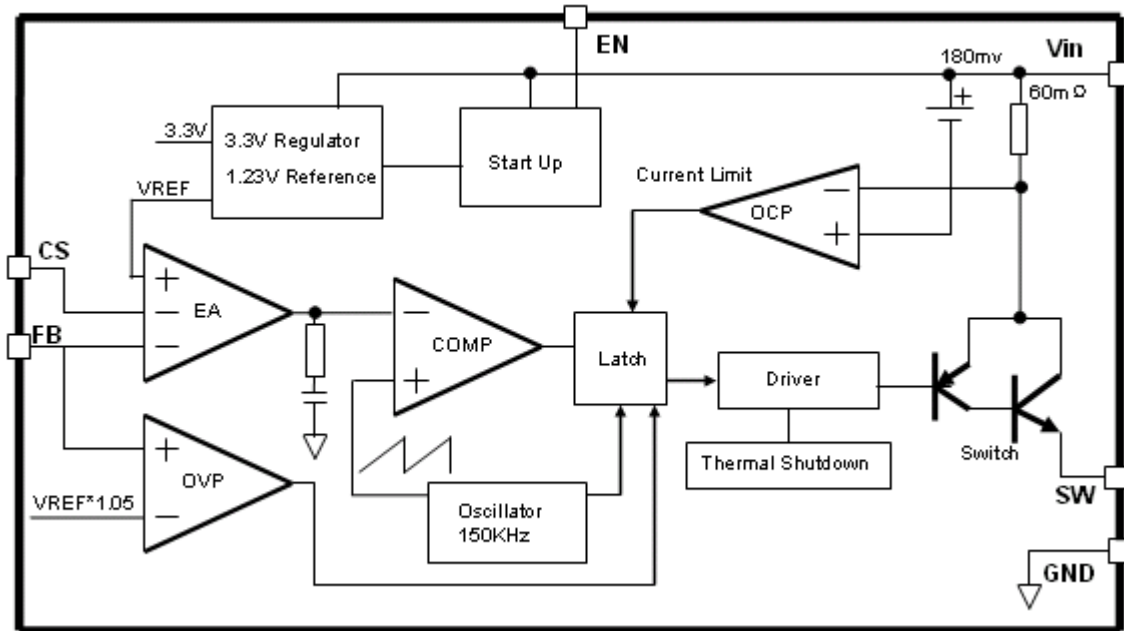 EN
180mv
Vin
60mΩ
3.3V
3.3V Regulator
1.23V Reference
Start Up
VREF
Current Limit
OCP
−
+
+
CS
+
−
EA
FB
−
−
COMP
+
Latch
Driver
Thermal Shutdown
Switch
+
OVP
VREF*1.05
−
Oscillator
150KHz
SW
GND